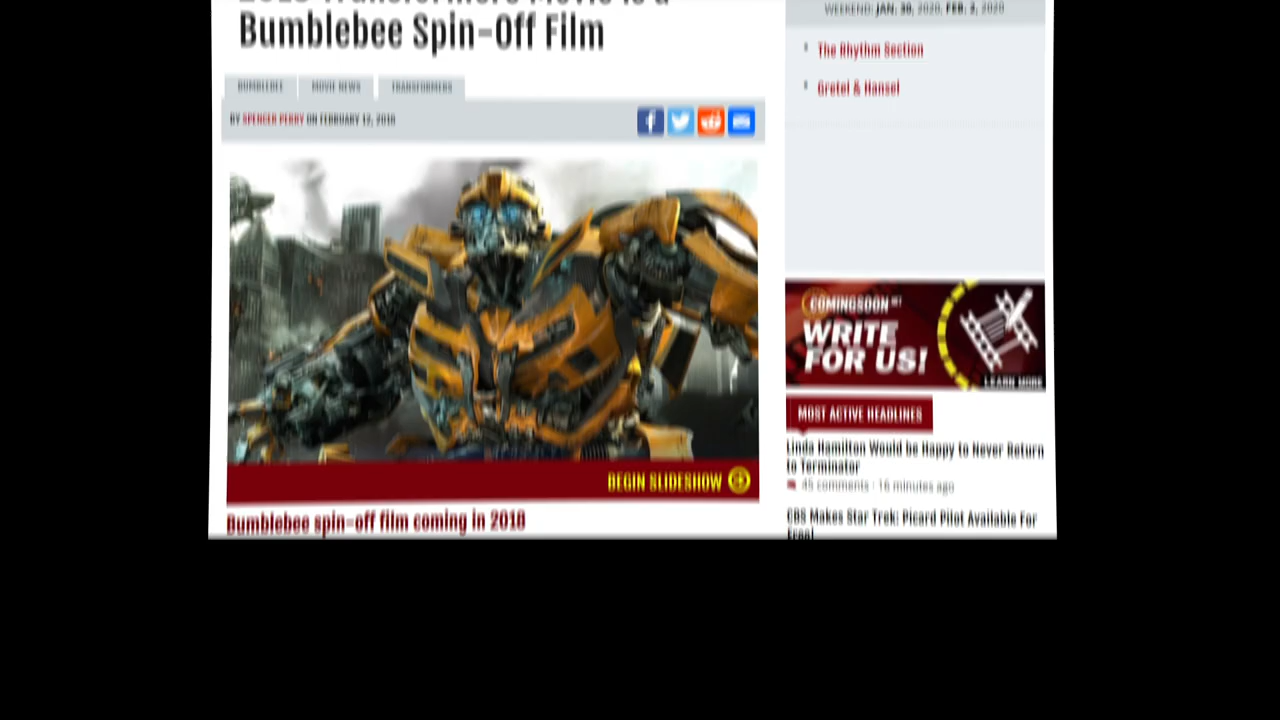 Bumblebee Spin-Off Film
BUMBLEBEE
MOVIE NEWS
TRANSFORMERS
BY SPENCER PERRY ON FEBRUARY 12, 2016
BEGIN SLIDESHOW
Bumblebee spin-off film coming in 2018
WEEKEND: JAN. 30, 2020, FEB. 2, 2020
The Rhythm Section
Gretel & Hansel
COMINGSOON.NET
WRITE
FOR US!
LEARN MORE
MOST ACTIVE HEADLINES
Linda Hamilton Would be Happy to Never Return
to Terminator
45 comments · 16 minutes ago
CBS Makes Star Trek: Picard Pilot Available For
Free!